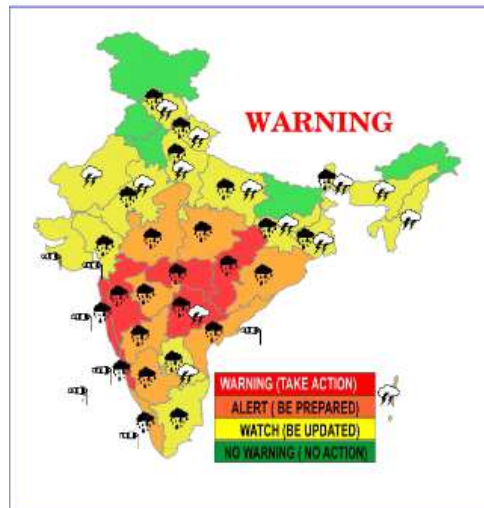 WARNING
WARNING (TAKE ACTION)
ALERT ( BE PREPARED)
WATCH (BE UPDATED)
NO WARNING ( NO ACTION)